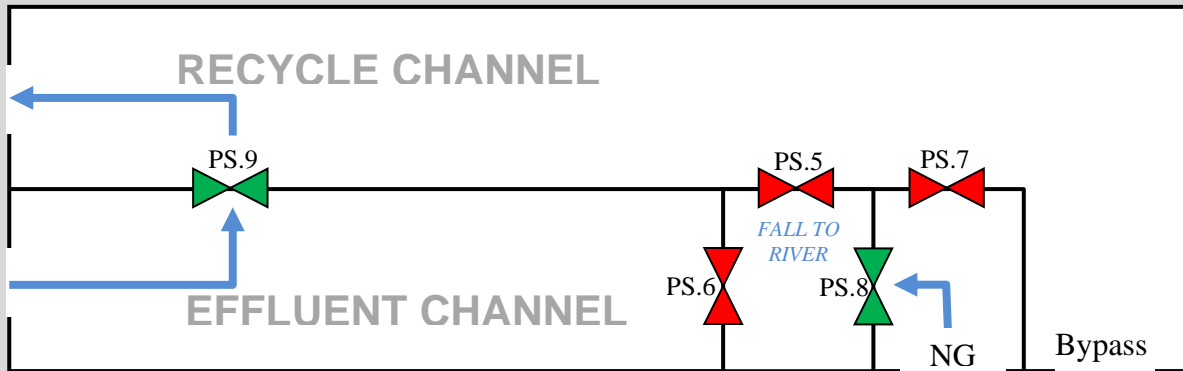 RECYCLE CHANNEL
PS.9
PS.5
PS.7
FALL TO
RIVER
PS.6
PS.8
EFFLUENT CHANNEL
NG
Bypass